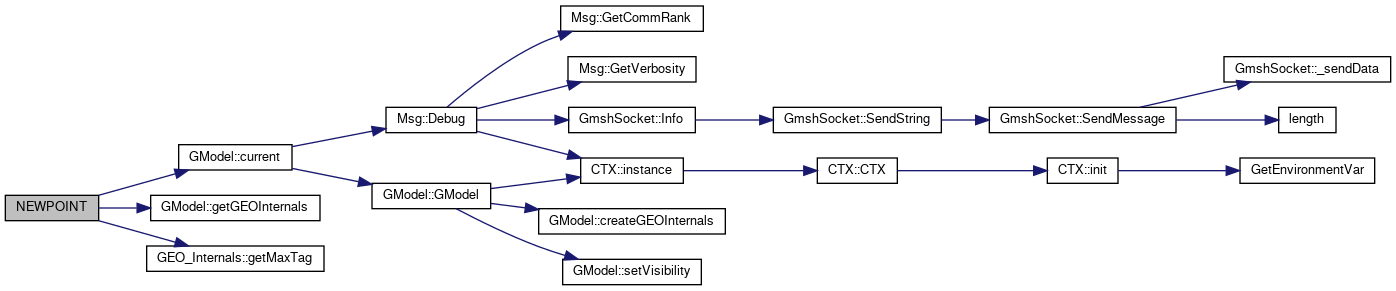 Msg::GetCommRank
Msg::GetVerbosity
GmshSocket::_sendData
Msg::Debug
GmshSocket::Info
GmshSocket::SendString
GmshSocket::SendMessage
length
GModel::current
CTX::instance
CTX::CTX
CTX::init
GetEnvironmentVar
GModel::GModel
NEWPOINT
GModel::getGEOInternals
GModel::createGEOInternals
GEO_Internals::getMaxTag
GModel::setVisibility